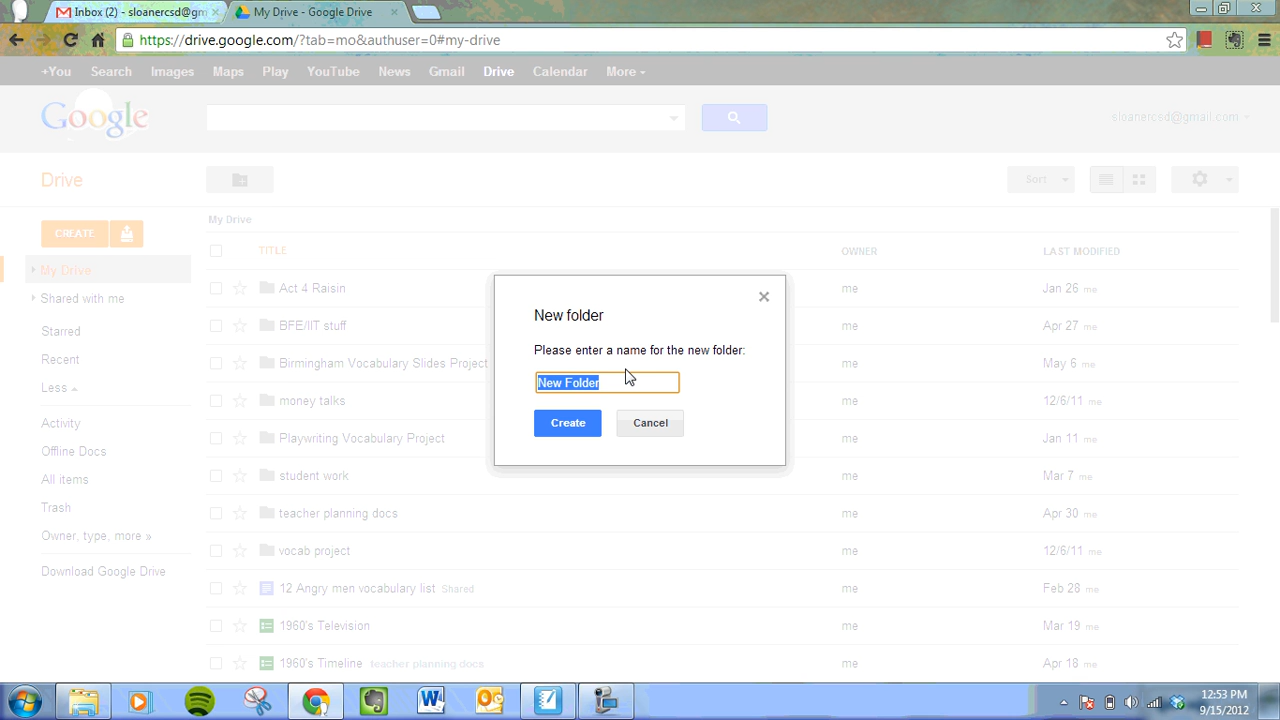 Inbox (2) - sloanercsd@gm
My Drive - Google Drive
https://drive.google.com/?tab=mo&authuser=0#my-drive
+You Search Images Maps Play YouTube News Gmail Drive Calendar More
Google
sloanercsd@gmail.com
Drive
Sort
CREATE
My Drive
TITLE OWNER LAST MODIFIED
My Drive
Shared with me
Starred
Recent
Less
Activity
Offline Docs
All items
Trash
Owner, type, more »
Download Google Drive
Act 4 Raisin me Jan 26 me
BFE/IIT stuff me Apr 27 me
Birmingham Vocabulary Slides Project me May 6 me
money talks me 12/6/11 me
Playwriting Vocabulary Project me Jan 11 me
student work me Mar 7 me
teacher planning docs me Apr 30 me
vocab project me 12/6/11 me
12 Angry men vocabulary list Shared me Feb 28 me
1960's Television me Mar 19 me
1960's Timeline teacher planning docs me Apr 18 me
New folder
Please enter a name for the new folder:
New Folder
Create Cancel
12:53 PM
9/15/2012